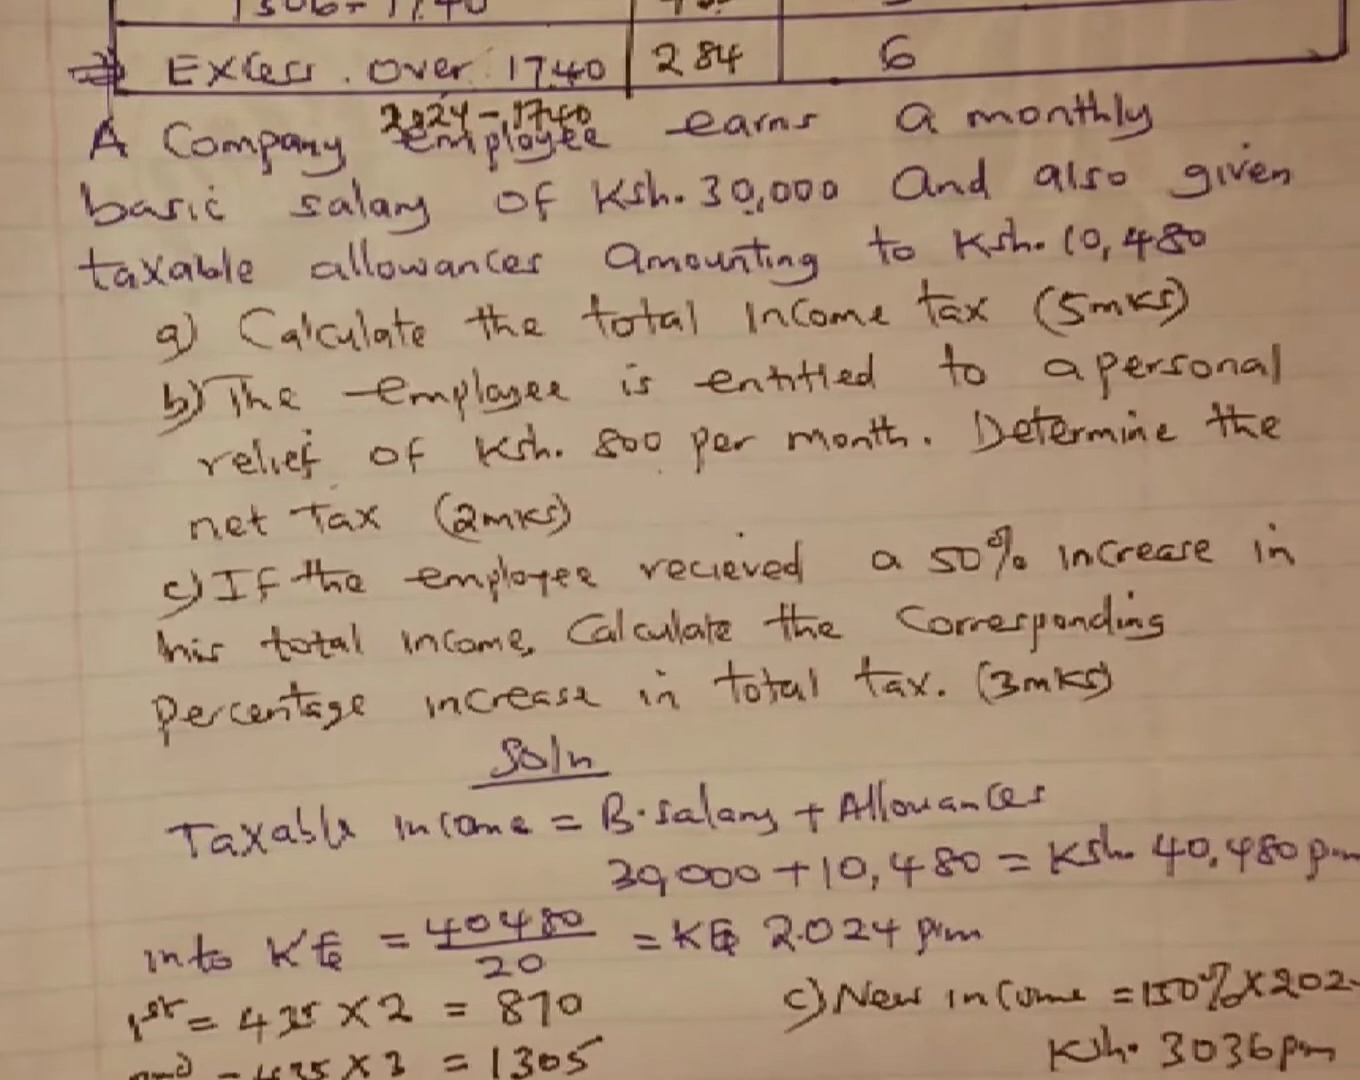 1306 - 1740
Excess over 1740 284 6
2024 - 1740
A Company employee earns a monthly
basic salary of Ksh. 30,000 and also given
taxable allowances amounting to Ksh. 10,480
a) Calculate the total income tax (5mks)
b) The employee is entitled to a personal
relief of Ksh. 800 per month. Determine the
net Tax (2mks)
c) If the employee recieved a 50% increase in
his total income, Calculate the Corresponding
percentage increase in total tax. (3mks)
Soln
Taxable income = B.salary + Allowances
30,000 + 10,480 = Ksh. 40,480 pm
into K£ = 40480 / 20 = K£ 2024 p.m
1st = 435 x 2 = 870
c) New income = 150% x 202
2nd = 435 x 3 = 1305
Ksh. 3036 pm